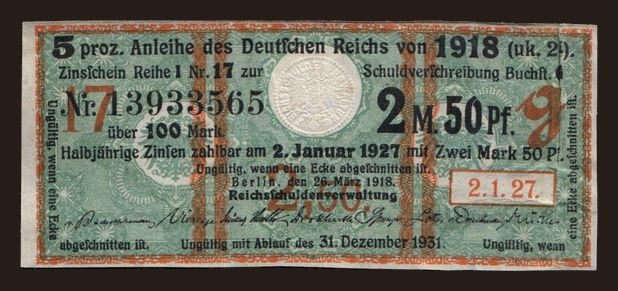 5 proz. Anleihe des Deutschen Reichs von 1918 (uk. 24).
Zinsschein Reihe I Nr. 17 zur Schuldverschreibung Buchst.
17
Nr. 13933565
2 M. 50 Pf.
g
über 100 Mark.
Halbjährige Zinsen zahlbar am 2. Januar 1927 mit Zwei Mark 50 Pf.
Ungültig, wenn eine Ecke abgeschnitten ist.
Berlin, den 26. März 1918.
Reichsschuldenverwaltung
2.1.27.
Ungültig, wenn eine Ecke
abgeschnitten ist.
Ungültig mit Ablauf des 31. Dezember 1931.
Ungültig, wenn
eine Ecke abgeschnitten ist.